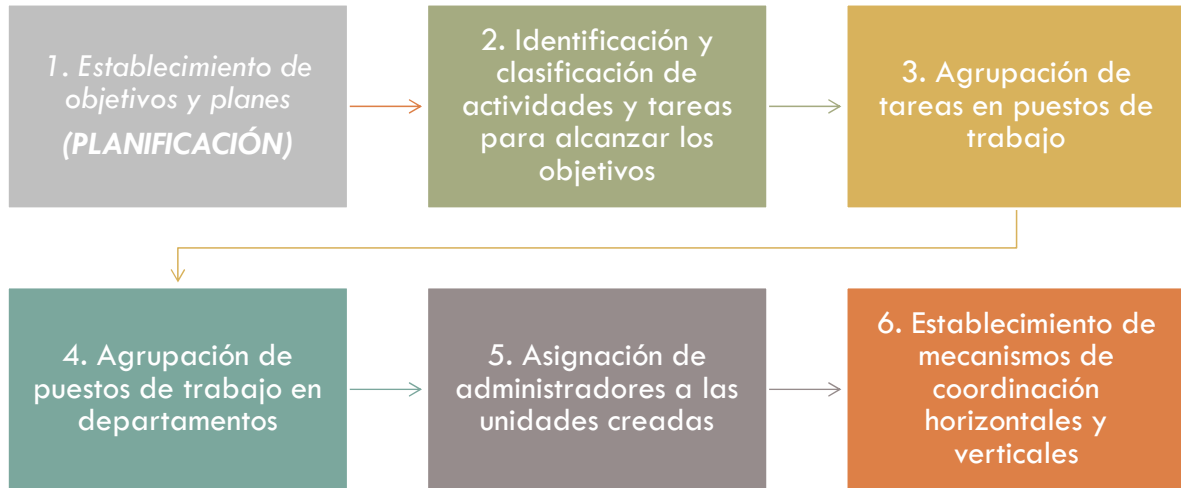 1. Establecimiento de
objetivos y planes
(PLANIFICACIÓN)
2. Identificación y
clasificación de
actividades y tareas
para alcanzar los
objetivos
3. Agrupación de
tareas en puestos de
trabajo
4. Agrupación de
puestos de trabajo en
departamentos
5. Asignación de
administradores a las
unidades creadas
6. Establecimiento de
mecanismos de
coordinación
horizontales y
verticales